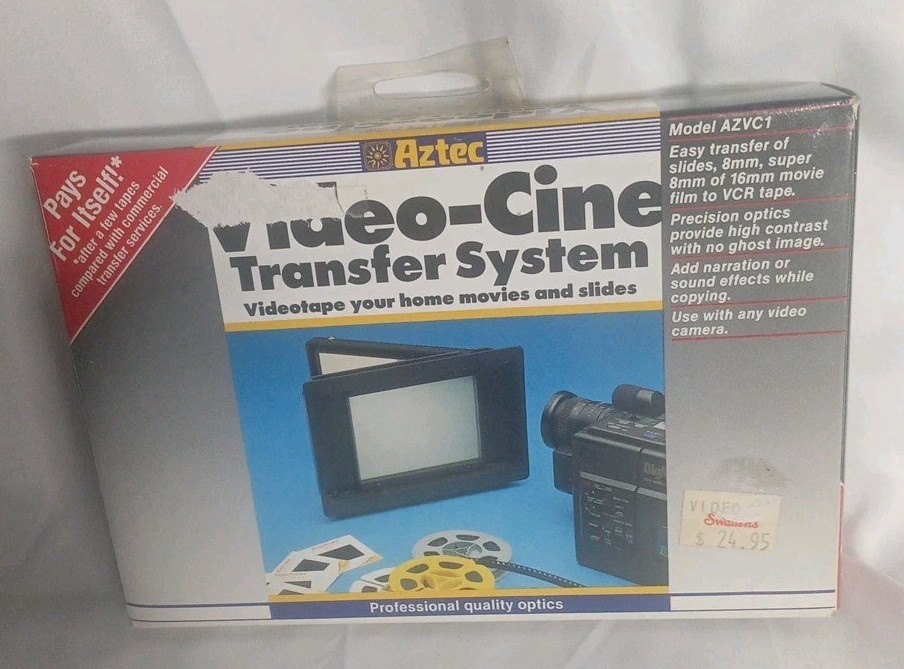 Pays
For Itself!*
*after a few tapes
compared with commercial
transfer services.
Aztec
Video-Cine
Transfer System
Videotape your home movies and slides
Model AZVC1
Easy transfer of
slides, 8mm, super
8mm of 16mm movie
film to VCR tape.
Precision optics
provide high contrast
with no ghost image.
Add narration or
sound effects while
copying.
Use with any video
camera.
VIDEO
$ 24.95
Professional quality optics